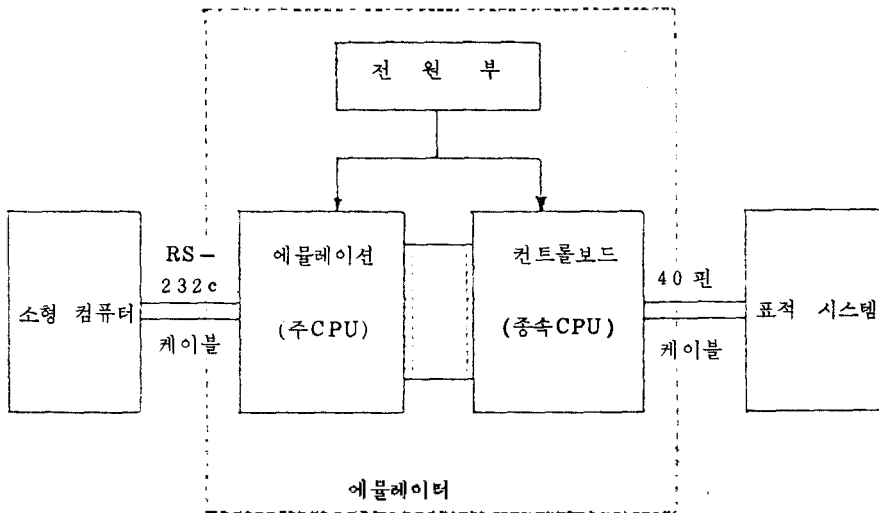 전 원 부
소형 컴퓨터
RS-
232c
케이블
에뮬레이션
(주CPU)
컨트롤보드
(종속CPU)
40 핀
케이블
표적 시스템
에뮬레이터